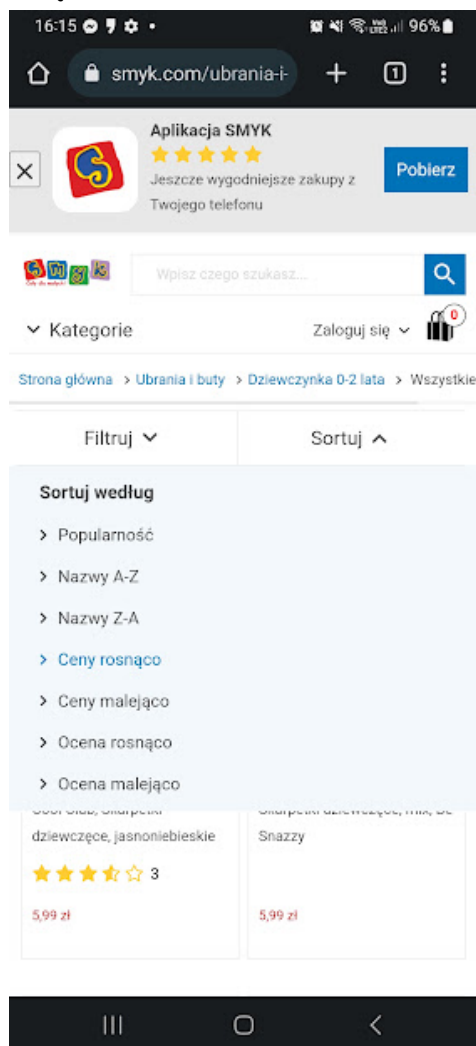 16:15
96%
smyk.com/ubrania-i-
1
Aplikacja SMYK
Jeszcze wygodniejsze zakupy z
Twojego telefonu
Pobierz
smyk
Wpisz czego szukasz...
Kategorie
Zaloguj się
0
Strona główna > Ubrania i buty > Dziewczynka 0-2 lata > Wszystkie
Filtruj
Sortuj
Sortuj według
> Popularność
> Nazwy A-Z
> Nazwy Z-A
> Ceny rosnąco
> Ceny malejąco
> Ocena rosnąco
> Ocena malejąco
dziewczęce, jasnoniebieskie
Snazzy
3
5,99 zł
5,99 zł